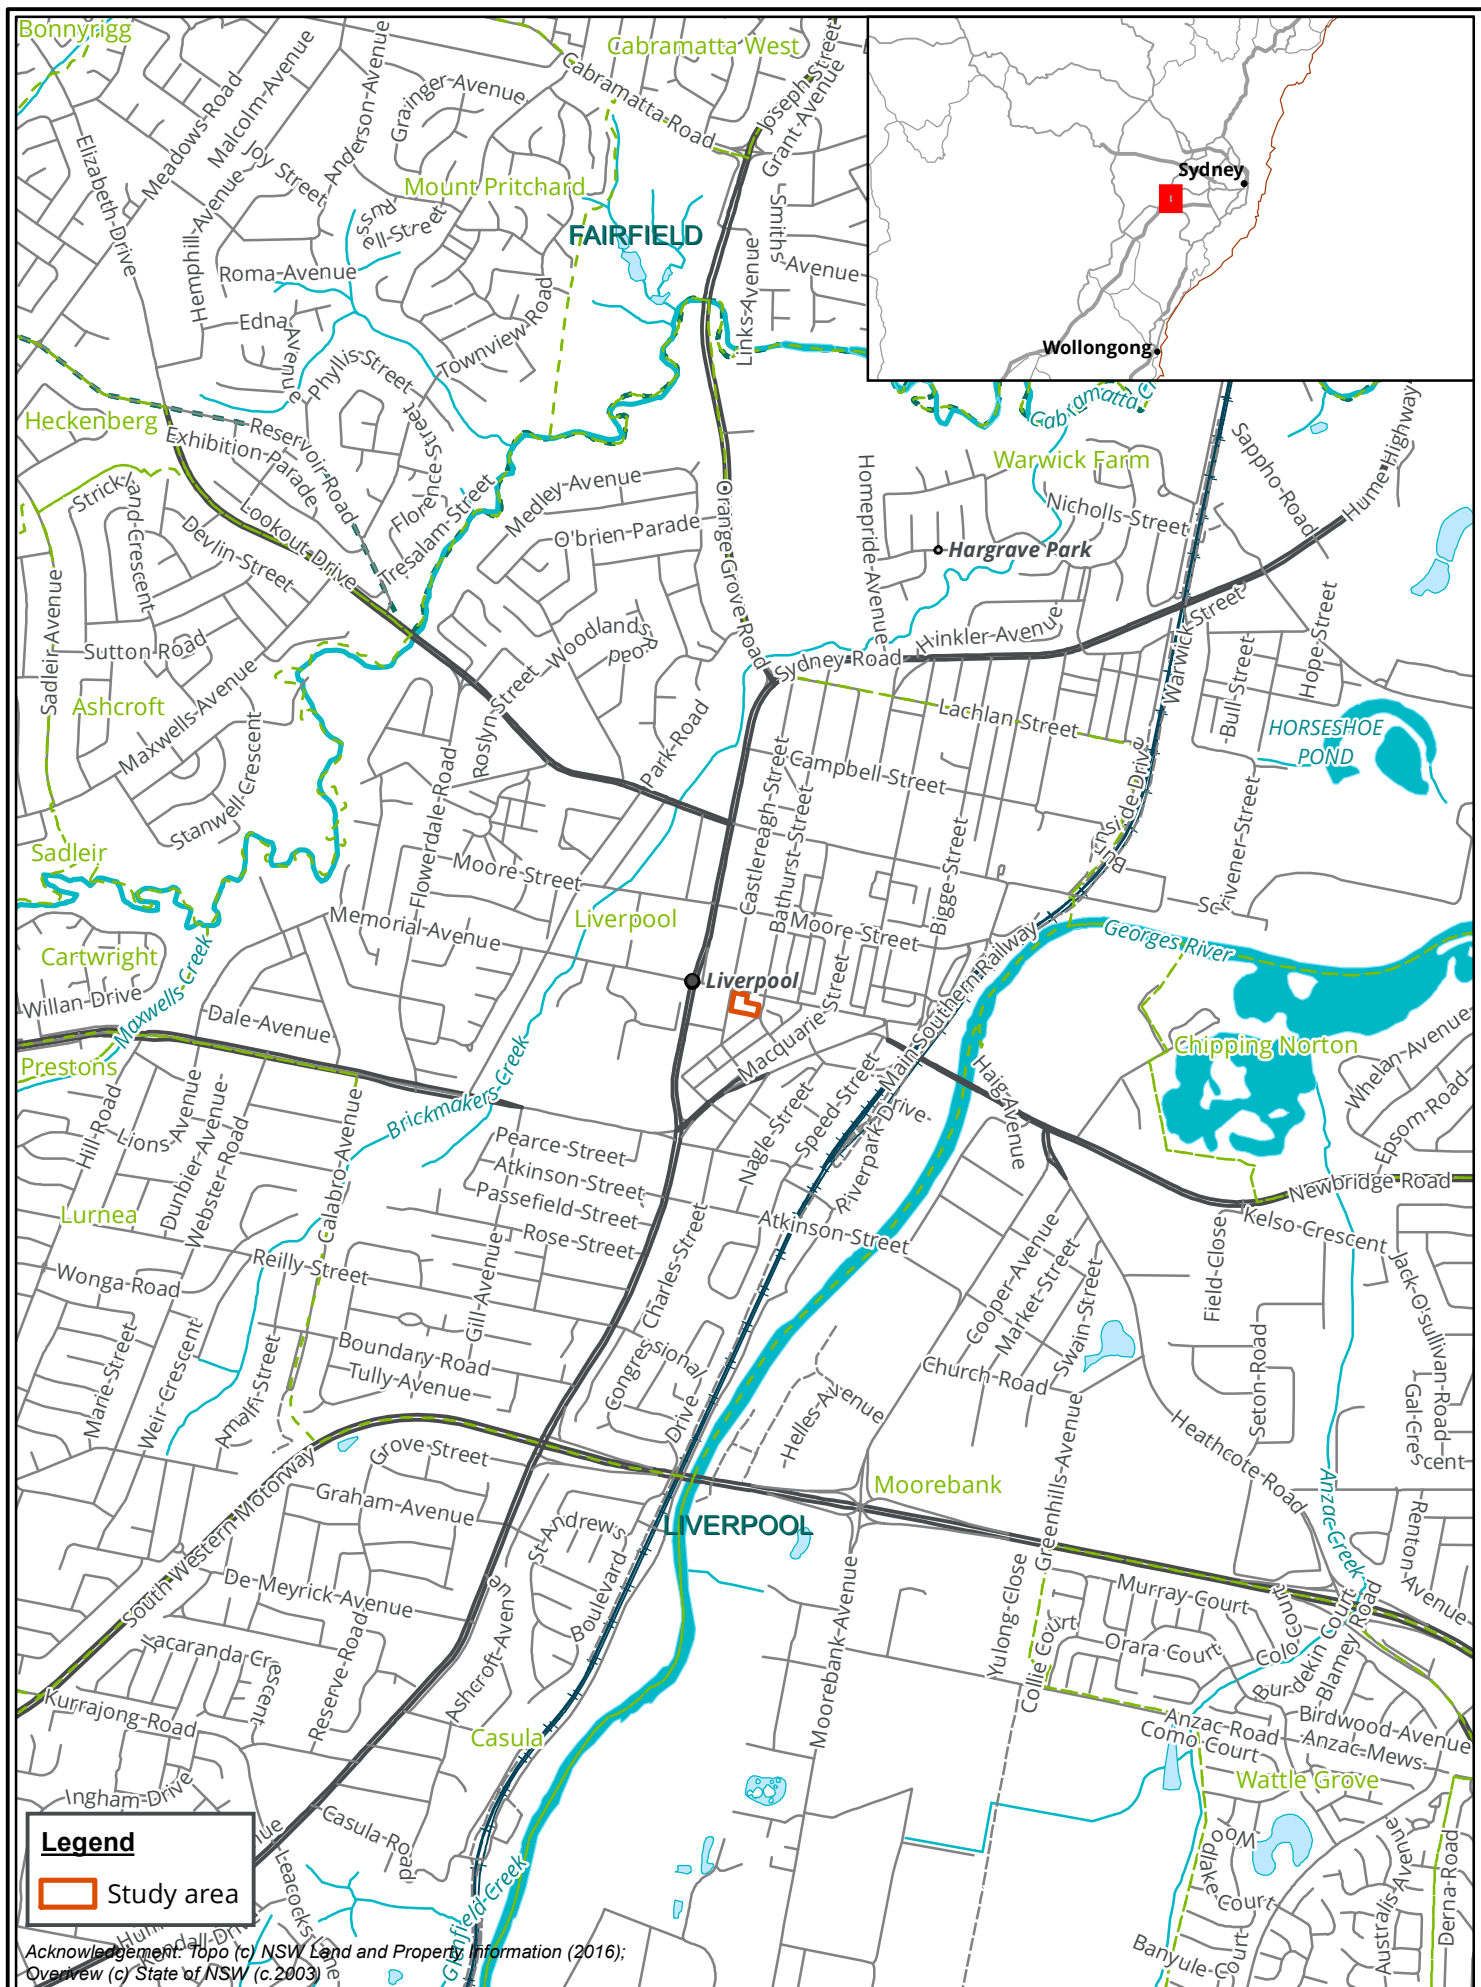 Bonnyrigg
Cabramatta West
Cabramatta-Road
Joseph-Street
Grant-Avenue
Elizabeth-Drive
Meadows-Road
Malcolm-Avenue
Anderson-Avenue
Grainger-Avenue
Joy Street
Hemphill-Avenue
Mount Pritchard
Russell-Street
Roma-Avenue
FAIRFIELD
Smiths-Avenue
Links-Avenue
Edna Avenue
Phyllis-Street
Townview-Road
Sydney
Wollongong
Heckenberg
Reservoir-Road
Exhibition-Parade
Florence-Street
Strickland-Crescent
Lookout-Drive
Devlin-Street
Tresalam-Street
Medley-Avenue
O'brien-Parade
Orange-Grove-Road
Homepride-Avenue
Warwick Farm
Nicholls-Street
Sappho-Road
Hume-Highway
Hargrave Park
Sadleir-Avenue
Sutton Road
Ashcroft
Maxwells-Avenue
Stanwell-Crescent
Woodlands Road
Roslyn-Street
Park-Road
Sydney Road
Hinkler-Avenue
Warwick-Street
Bull-Street
Hope-Street
Lachlan-Street
HORSESHOE
POND
Campbell-Street
Castlereagh-Street
Bathurst-Street
Bigge-Street
Burnside-Drive
Scrivener-Street
Sadleir
Flowerdale-Road
Moore-Street
Memorial-Avenue
Liverpool
Moore-Street
Cartwright
Maxwells Creek
Willan-Drive
Dale-Avenue
Liverpool
Macquarie-Street
Main-Southern-Railway
Georges River
Chipping Norton
Whelan-Avenue
Epsom-Road
Prestons
Brickmakers-Creek
Hill-Road
Lions-Avenue
Dunbier-Avenue
Webster-Road
Calabro-Avenue
Pearce-Street
Atkinson-Street
Passefield-Street
Rose-Street
Nagle-Street
Speed-Street
Riverpark-Drive
Haig-Avenue
Atkinson-Street
Newbridge-Road
Kelso-Crescent
Field-Close
Jack-O'sullivan-Road
Lurnea
Reilly-Street
Wonga-Road
Gill-Avenue
Charles-Street
Cooper-Avenue
Market-Street
Swain-Street
Marie-Street
Weir-Crescent
Amalfi-Street
Boundary-Road
Tully-Avenue
Congressional Drive
Church-Road
Helles-Avenue
Seton-Road
Gal-Crescent
Heathcote-Road
Greenhills-Avenue
Anzac-Creek
Renton-Avenue
South-Western-Motorway
Grove-Street
Graham-Avenue
St-Andrews Boulevard
Moorebank
LIVERPOOL
De-Meyrick-Avenue
Jacaranda-Crescent
Reserve-Road
Ashcroft-Avenue
Moorebank-Avenue
Yulong-Close
Collie Court
Murray-Court
Orara-Court
Colo-Court
Burdekin Court
Blamey Road
Kurrajong-Road
Casula
Anzac-Road
Como-Court
Birdwood-Avenue
Anzac-Mews
Wattle Grove
Ingham-Drive
Casula-Road
Leacocks-Lane
Glenfield-Creek
Woodlake-Court
Australis-Avenue
Derna-Road
Legend
Study area
Acknowledgement: Topo (c) NSW Land and Property Information (2016);
Overivew (c) State of NSW (c.2003)